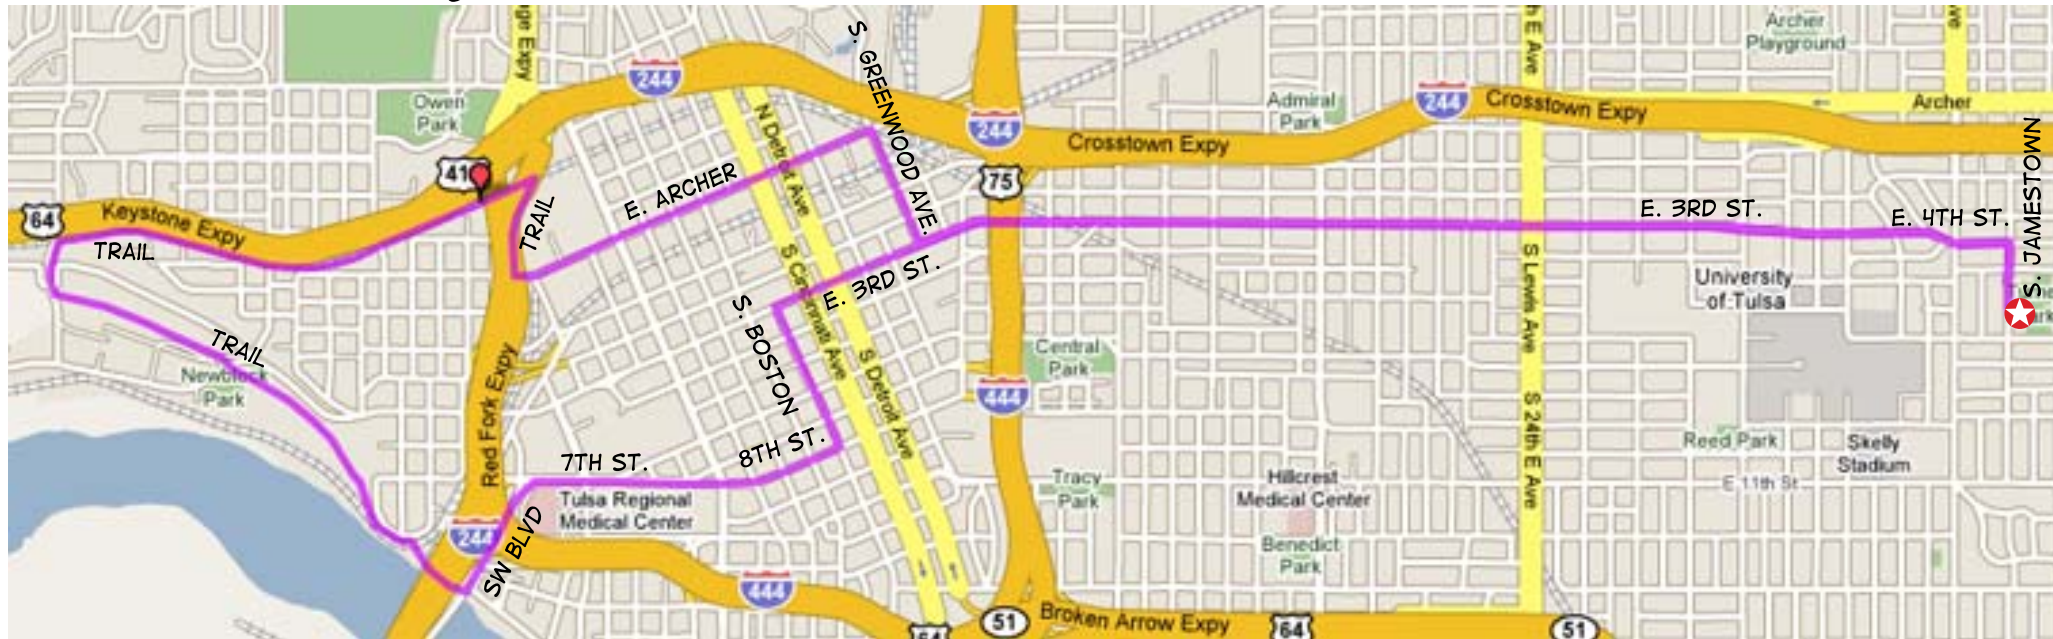 ge Expy
Owen
Park
244
S. GREENWOOD AVE.
N Detroit Ave
244
Admiral
Park
244
Crosstown Expy
h E Ave
Archer
Playground
Archer
Crosstown Expy
41
75
64
Keystone Expy
TRAIL
TRAIL
E. ARCHER
E. 3RD ST.
E. 4TH ST.
S. JAMESTOWN
S Cincinnati Ave
E. 3RD ST.
S. BOSTON
S Detroit Ave
S Lewis Ave
University
of Tulsa
TRAIL
Newblock
Park
Red Fork Expy
Central
Park
444
S 24th E Ave
8TH ST.
7TH ST.
Reed Park
Skelly
Stadium
E 11th St
Tulsa Regional
Medical Center
Tracy
Park
Hillcrest
Medical Center
244
SW BLVD
Benedict
Park
444
51
Broken Arrow Expy
64
51
64